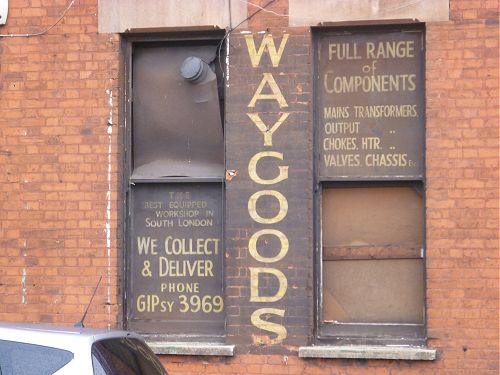 THE
BEST EQUIPPED
WORKSHOP IN
SOUTH LONDON
WE COLLECT
& DELIVER
PHONE
GIPSY 3969
WAYGOODS
FULL RANGE
of
COMPONENTS
MAINS TRANSFORMERS,
OUTPUT "
CHOKES, HTR. "
VALVES, CHASSIS